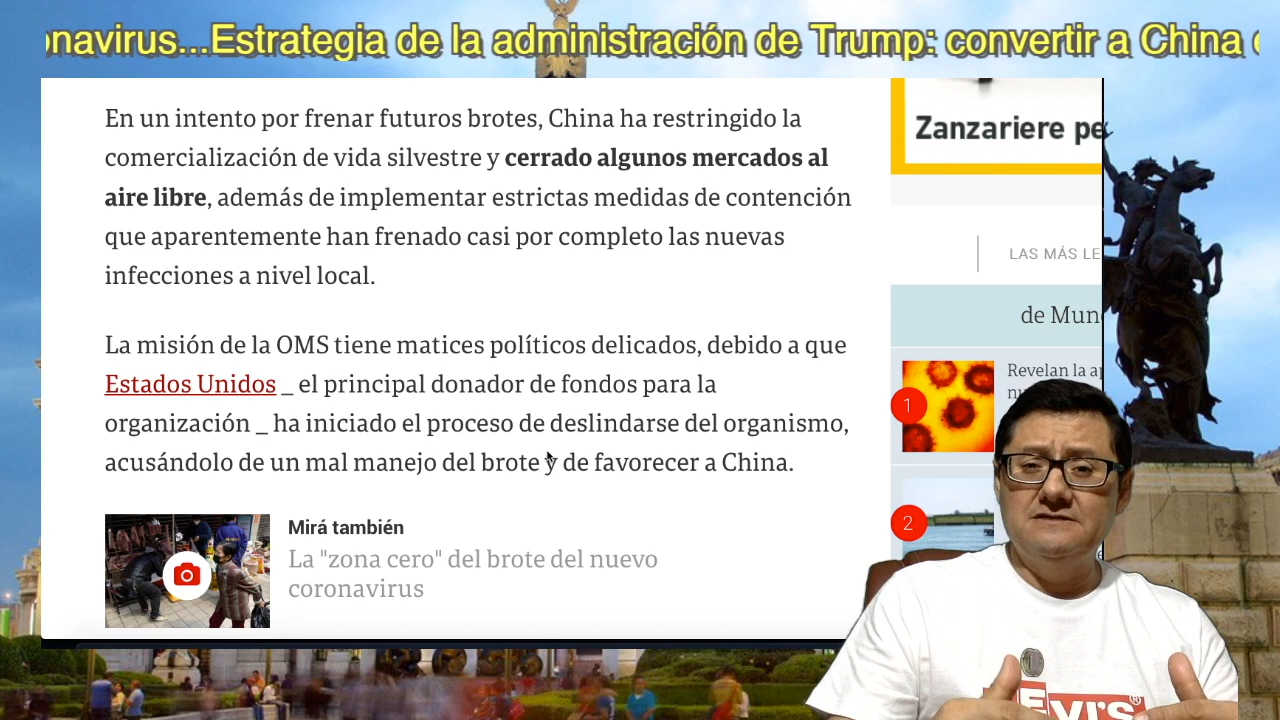 onavirus...Estrategia de la administración de Trump: convertir a China
En un intento por frenar futuros brotes, China ha restringido la
comercialización de vida silvestre y cerrado algunos mercados al
aire libre, además de implementar estrictas medidas de contención
que aparentemente han frenado casi por completo las nuevas
infecciones a nivel local.
La misión de la OMS tiene matices políticos delicados, debido a que
Estados Unidos _ el principal donador de fondos para la
organización _ ha iniciado el proceso de deslindarse del organismo,
acusándolo de un mal manejo del brote y de favorecer a China.
Mirá también
La "zona cero" del brote del nuevo
coronavirus
Zanzariere pe
LAS MÁS LE
de Mun
1
Revelan la a
2